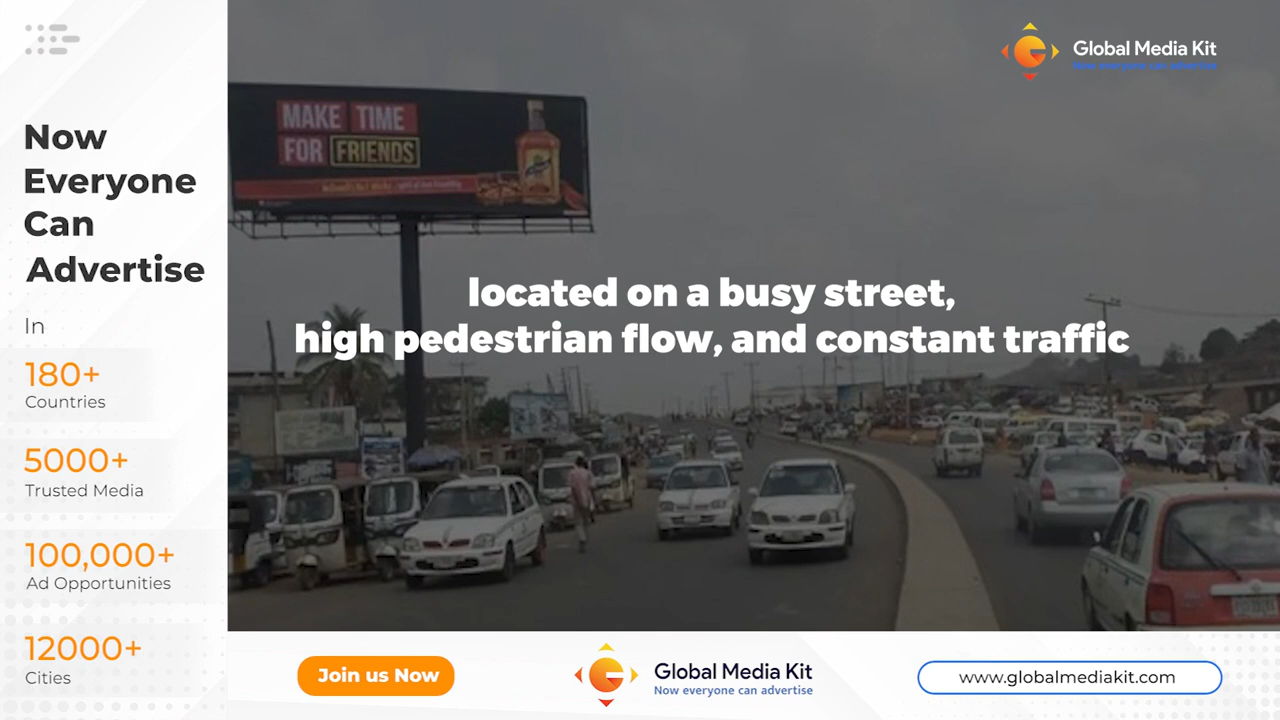 Now
Everyone
Can
Advertise
In
180+
Countries
5000+
Trusted Media
100,000+
Ad Opportunities
12000+
Cities
Global Media Kit
Now everyone can advertise
MAKE TIME
FOR FRIENDS
located on a busy street,
high pedestrian flow, and constant traffic
Join us Now
Global Media Kit
Now everyone can advertise
www.globalmediakit.com